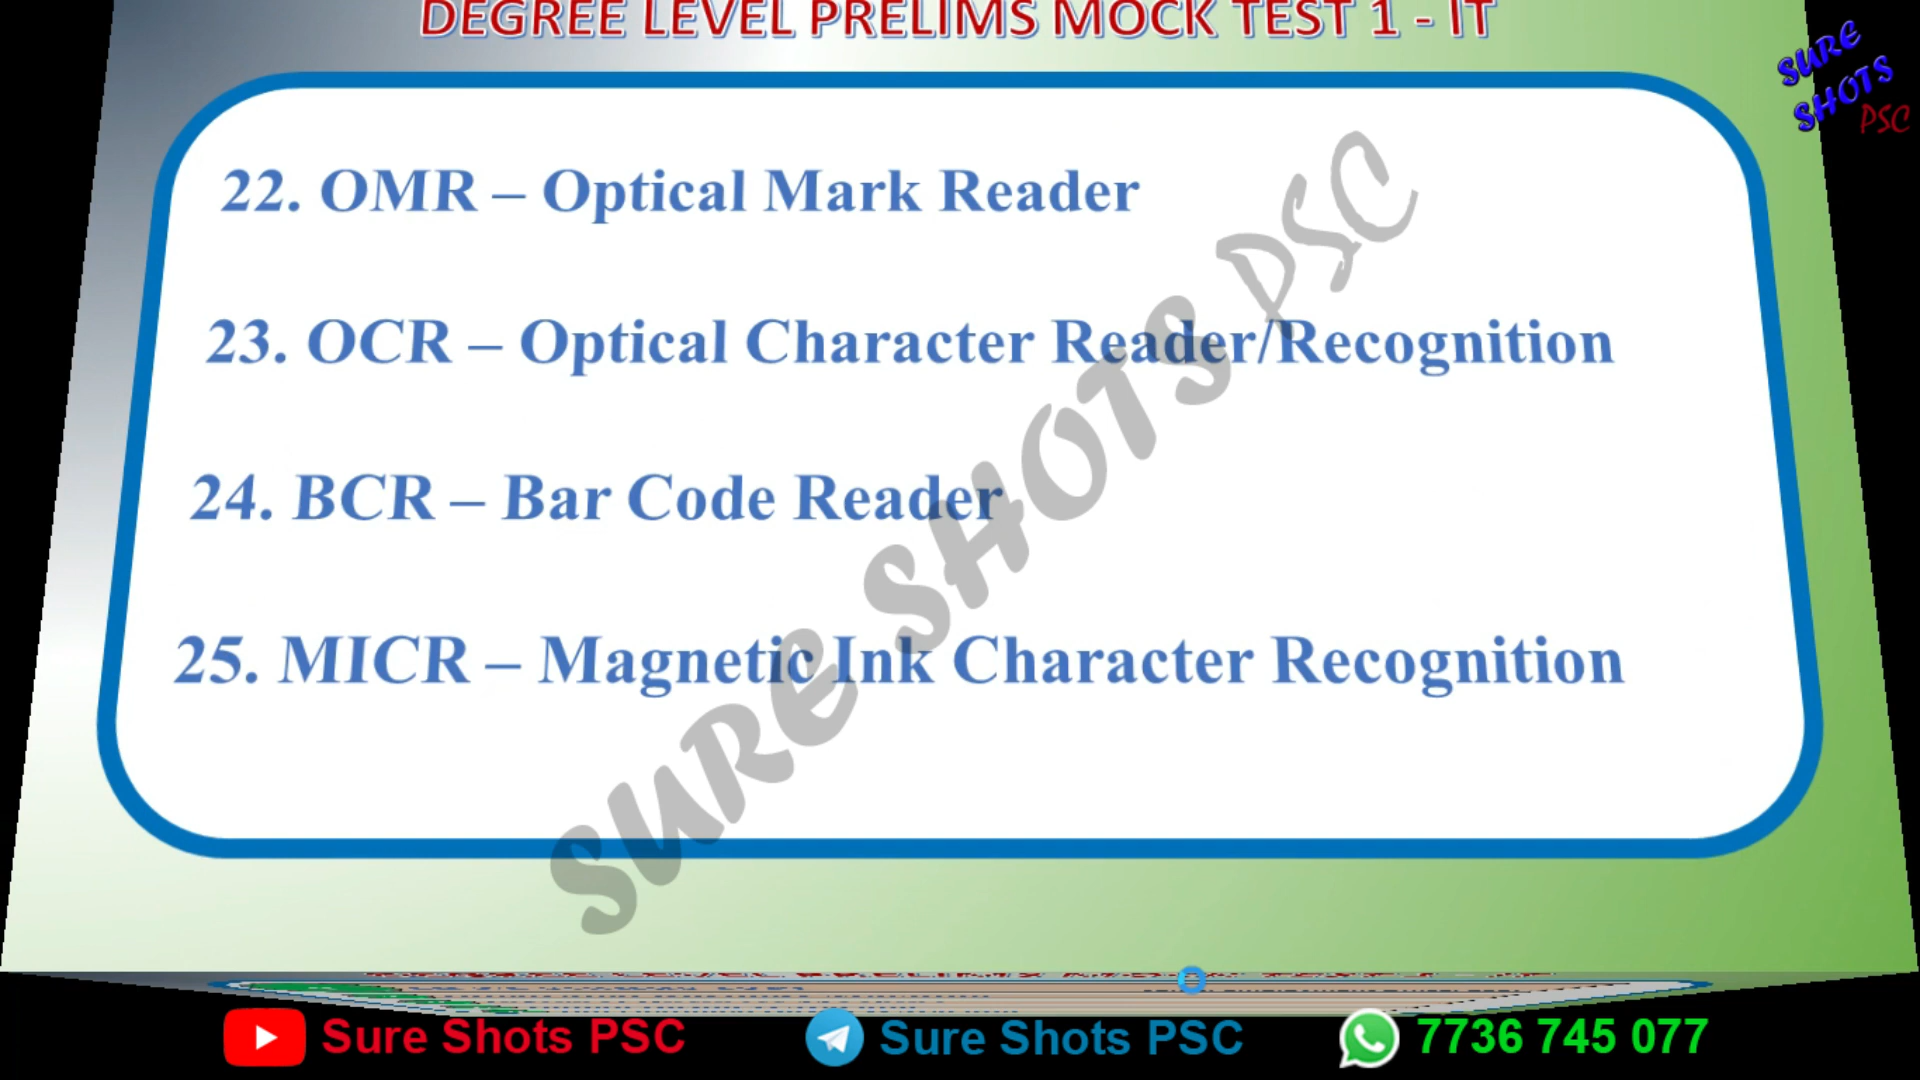 DEGREE LEVEL PRELIMS MOCK TEST 1 - IT
SURE
SHOTS
PSC
22. OMR – Optical Mark Reader
23. OCR – Optical Character Reader/Recognition
24. BCR – Bar Code Reader
25. MICR – Magnetic Ink Character Recognition
SURE SHOTS PSC
Sure Shots PSC
Sure Shots PSC
7736 745 077